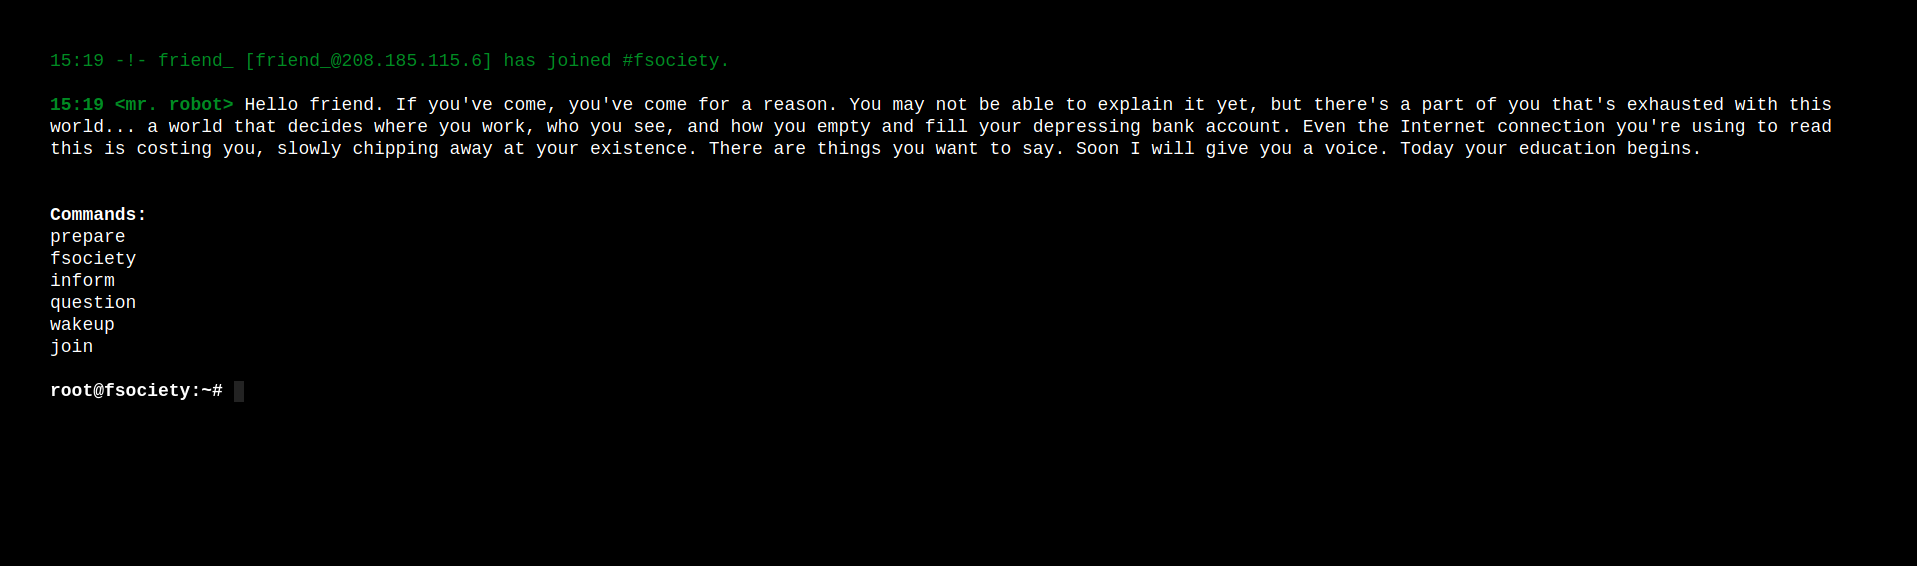 15:19 -!- friend_ [friend_@208.185.115.6] has joined #fsociety.
15:19 <mr. robot> Hello friend. If you've come, you've come for a reason. You may not be able to explain it yet, but there's a part of you that's exhausted with this
world... a world that decides where you work, who you see, and how you empty and fill your depressing bank account. Even the Internet connection you're using to read
this is costing you, slowly chipping away at your existence. There are things you want to say. Soon I will give you a voice. Today your education begins.
Commands:
prepare
fsociety
inform
question
wakeup
join
root@fsociety:~#